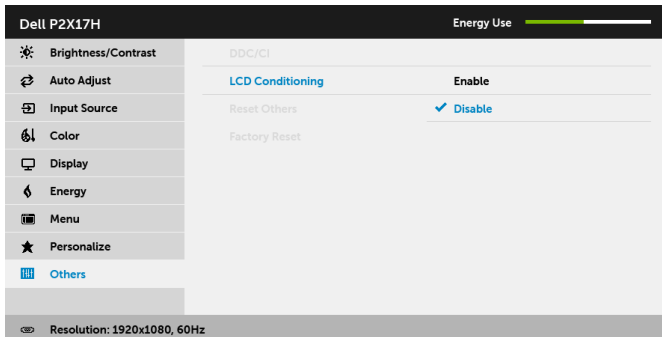 Dell P2X17H Energy Use
Brightness/Contrast DDC/CI
Auto Adjust LCD Conditioning Enable
Input Source Reset Others Disable
Color Factory Reset
Display
Energy
Menu
Personalize
Others
Resolution: 1920x1080, 60Hz